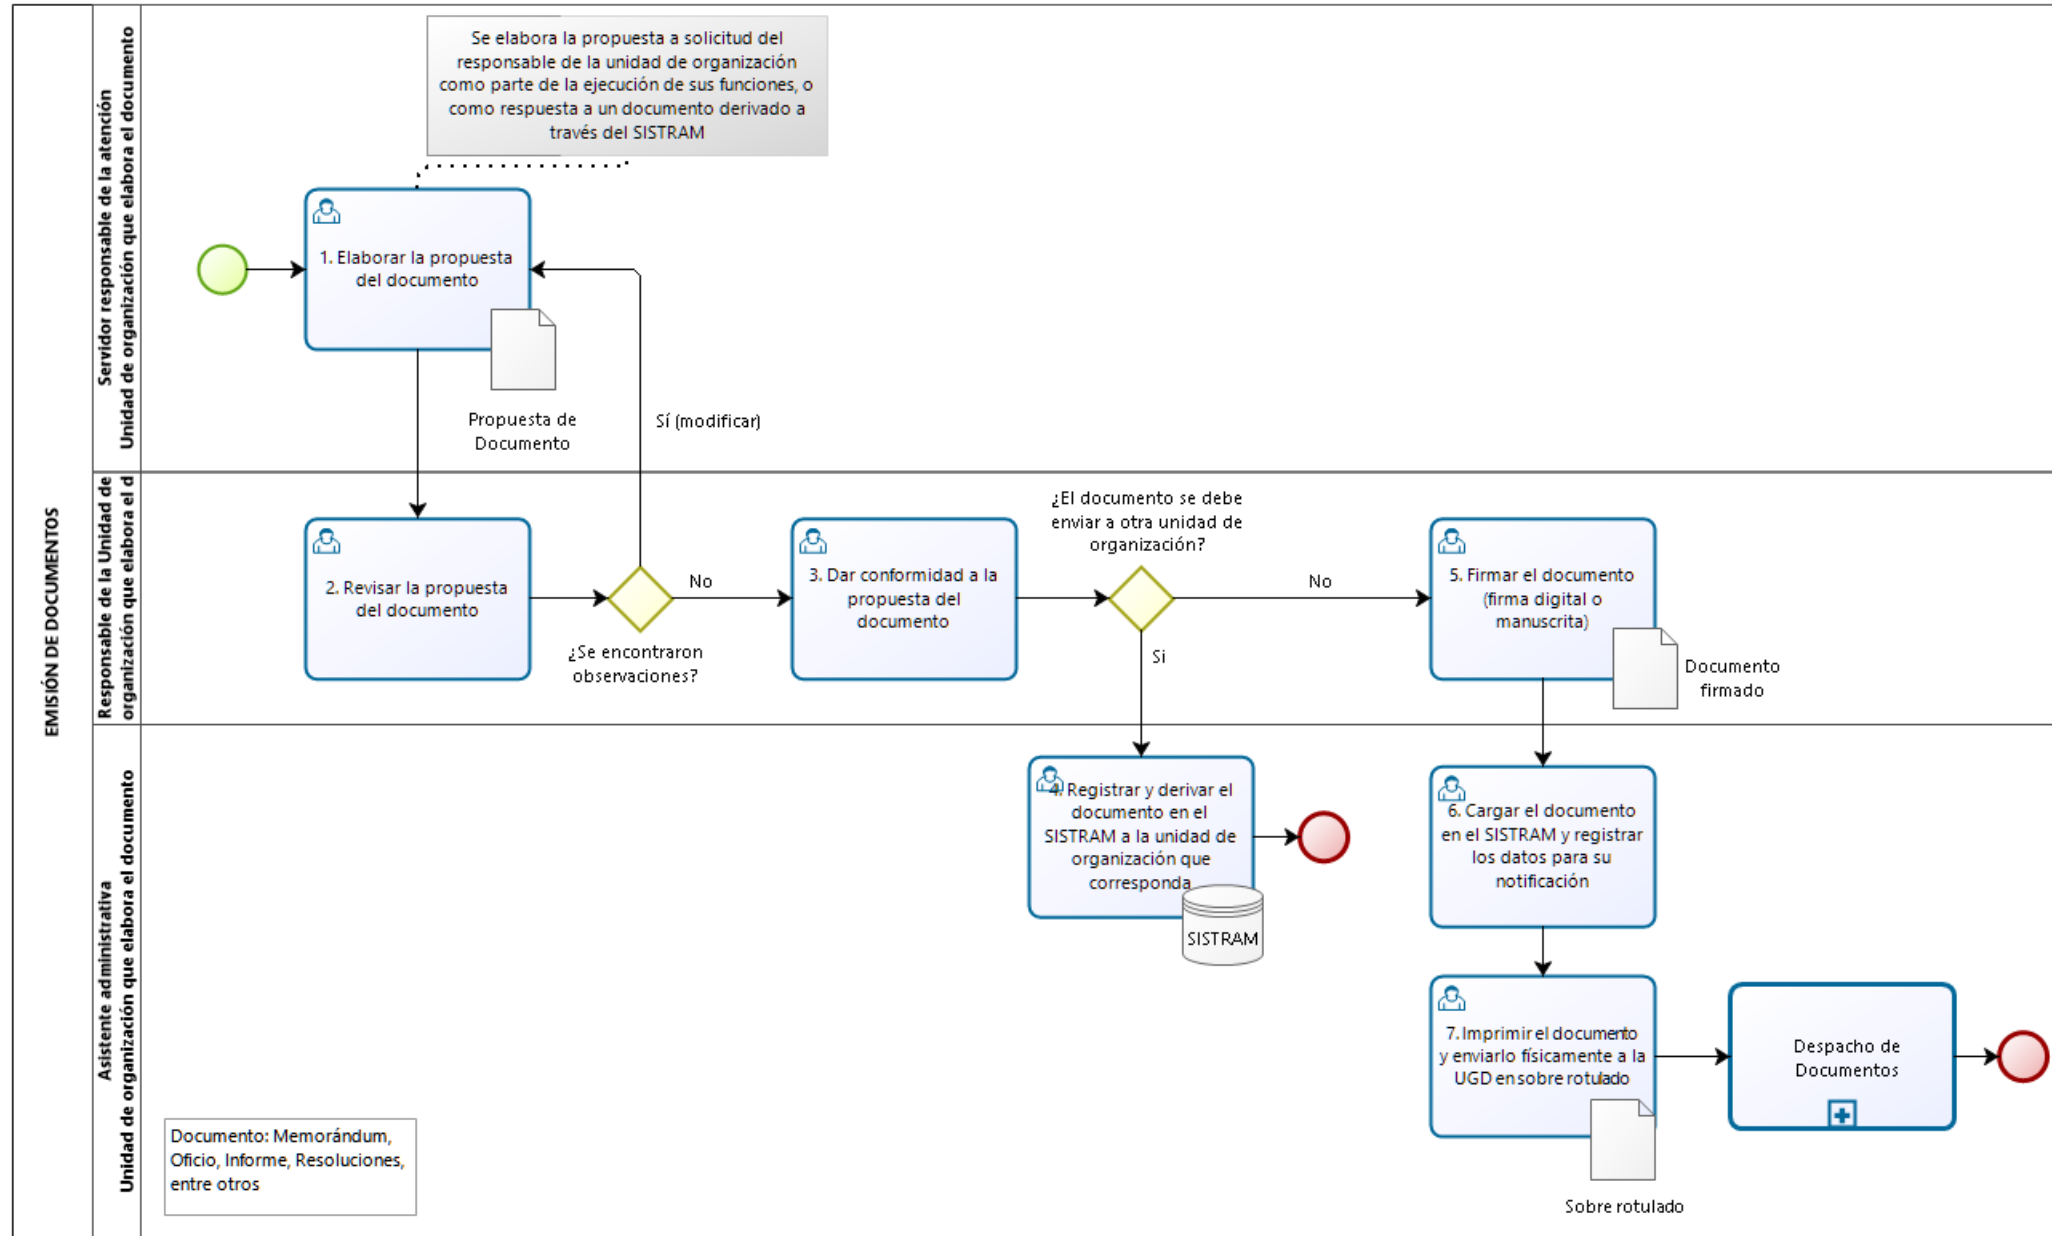 EMISIÓN DE DOCUMENTOS
Servidor responsable de la atención
Unidad de organización que elabora el documento
Se elabora la propuesta a solicitud del
responsable de la unidad de organización
como parte de la ejecución de sus funciones, o
como respuesta a un documento derivado a
través del SISTRAM
1. Elaborar la propuesta
del documento
Propuesta de
Documento
Sí (modificar)
Responsable de la Unidad de
organización que elabora el d
2. Revisar la propuesta
del documento
¿Se encontraron
observaciones?
No
3. Dar conformidad a la
propuesta del
documento
¿El documento se debe
enviar a otra unidad de
organización?
Si
No
5. Firmar el documento
(firma digital o
manuscrita)
Documento
firmado
Asistente administrativa
Unidad de organización que elabora el documento
4. Registrar y derivar el
documento en el
SISTRAM a la unidad de
organización que
corresponda
SISTRAM
6. Cargar el documento
en el SISTRAM y registrar
los datos para su
notificación
7. Imprimir el documento
y enviarlo físicamente a la
UGD en sobre rotulado
Sobre rotulado
Despacho de
Documentos
Documento: Memorándum,
Oficio, Informe, Resoluciones,
entre otros